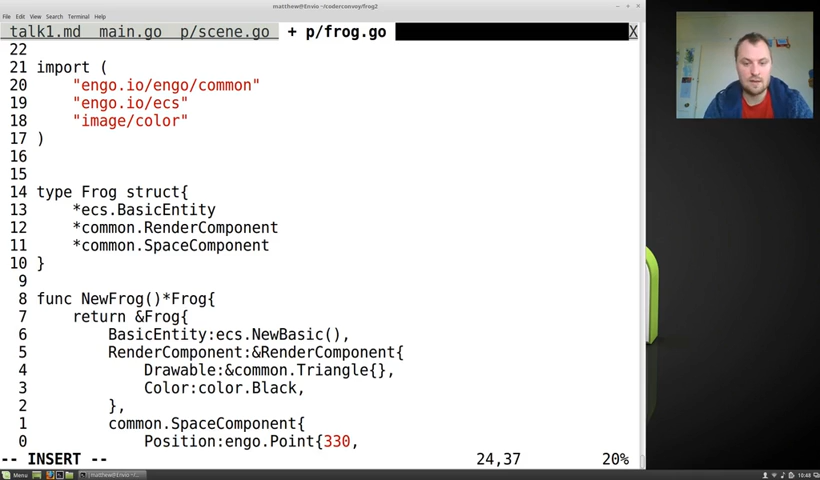 matthew@Envio ~/coderconvey/frog2
File Edit View Search Terminal Help
talk1.md main.go p/scene.go + p/frog.go X
22
21 import (
20     "engo.io/engo/common"
19     "engo.io/ecs"
18     "image/color"
17 )
16
15
14 type Frog struct{
13     *ecs.BasicEntity
12     *common.RenderComponent
11     *common.SpaceComponent
10 }
9
8 func NewFrog()*Frog{
7     return &Frog{
6         BasicEntity:ecs.NewBasic(),
5         RenderComponent:&RenderComponent{
4             Drawable:&common.Triangle{},
3             Color:color.Black,
2         },
1         common.SpaceComponent{
0             Position:engo.Point{330,
-- INSERT -- 24,37 20%
Menu matthew@Envio ~/... 10:48